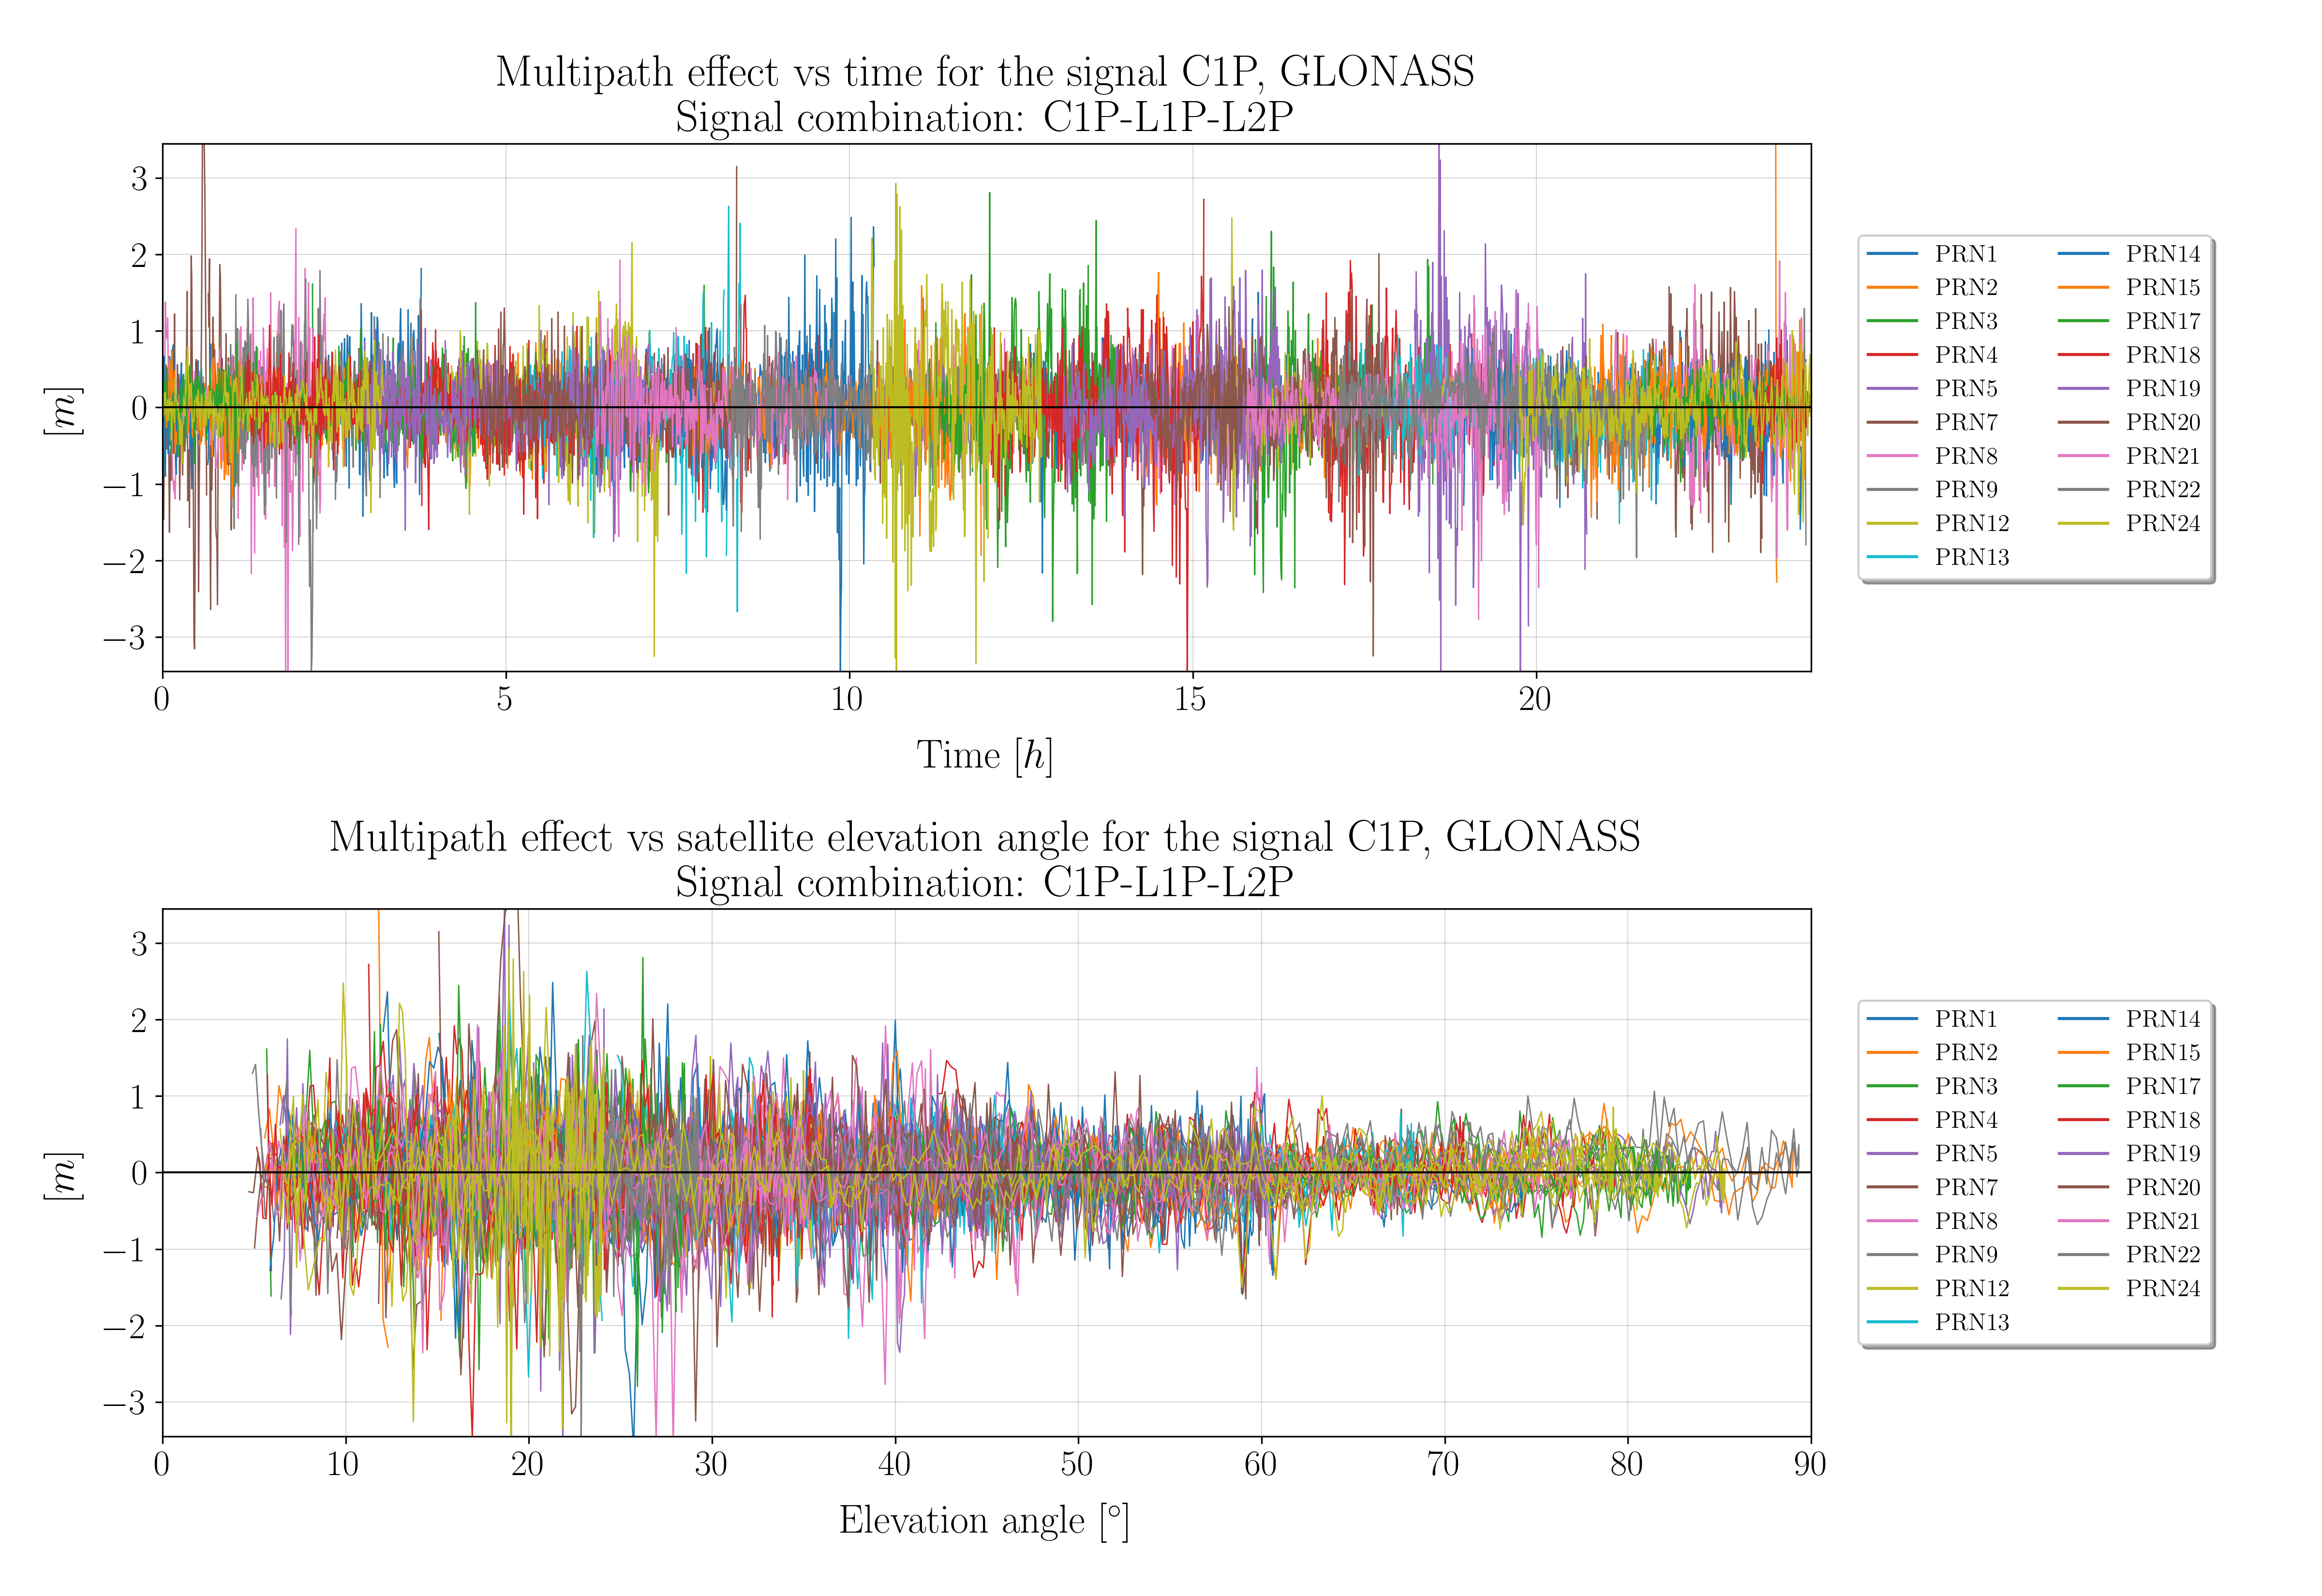 Multipath effect vs time for the signal C1P, GLONASS
Signal combination: C1P-L1P-L2P
[m]
3
2
1
0
−1
−2
−3
0 5 10 15 20
Time [h]
PRN1 PRN14
PRN2 PRN15
PRN3 PRN17
PRN4 PRN18
PRN5 PRN19
PRN7 PRN20
PRN8 PRN21
PRN9 PRN22
PRN12 PRN24
PRN13
Multipath effect vs satellite elevation angle for the signal C1P, GLONASS
Signal combination: C1P-L1P-L2P
[m]
3
2
1
0
−1
−2
−3
0 10 20 30 40 50 60 70 80 90
Elevation angle [°]
PRN1 PRN14
PRN2 PRN15
PRN3 PRN17
PRN4 PRN18
PRN5 PRN19
PRN7 PRN20
PRN8 PRN21
PRN9 PRN22
PRN12 PRN24
PRN13